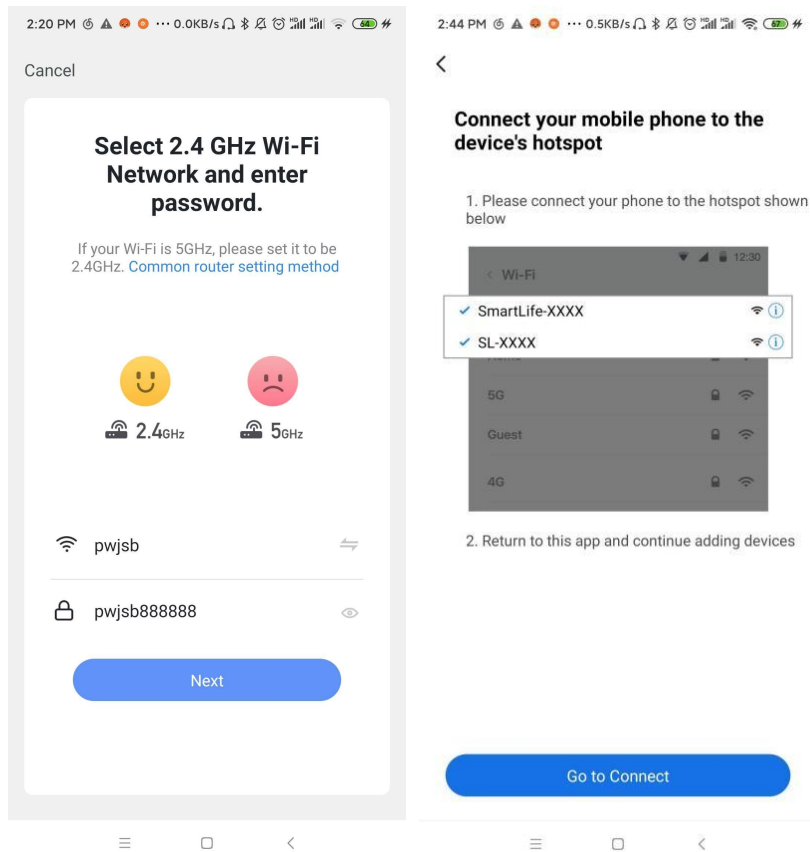 2:20 PM ··· 0.0KB/s HD HD 64
Cancel
Select 2.4 GHz Wi-Fi
Network and enter
password.
If your Wi-Fi is 5GHz, please set it to be
2.4GHz. Common router setting method
2.4GHz 5GHz
pwjsb
pwjsb888888
Next
2:44 PM ··· 0.5KB/s HD HD 67
Connect your mobile phone to the
device's hotspot
1. Please connect your phone to the hotspot shown
below
12:30
< Wi-Fi
SmartLife-XXXX
SL-XXXX
5G
Guest
4G
2. Return to this app and continue adding devices
Go to Connect